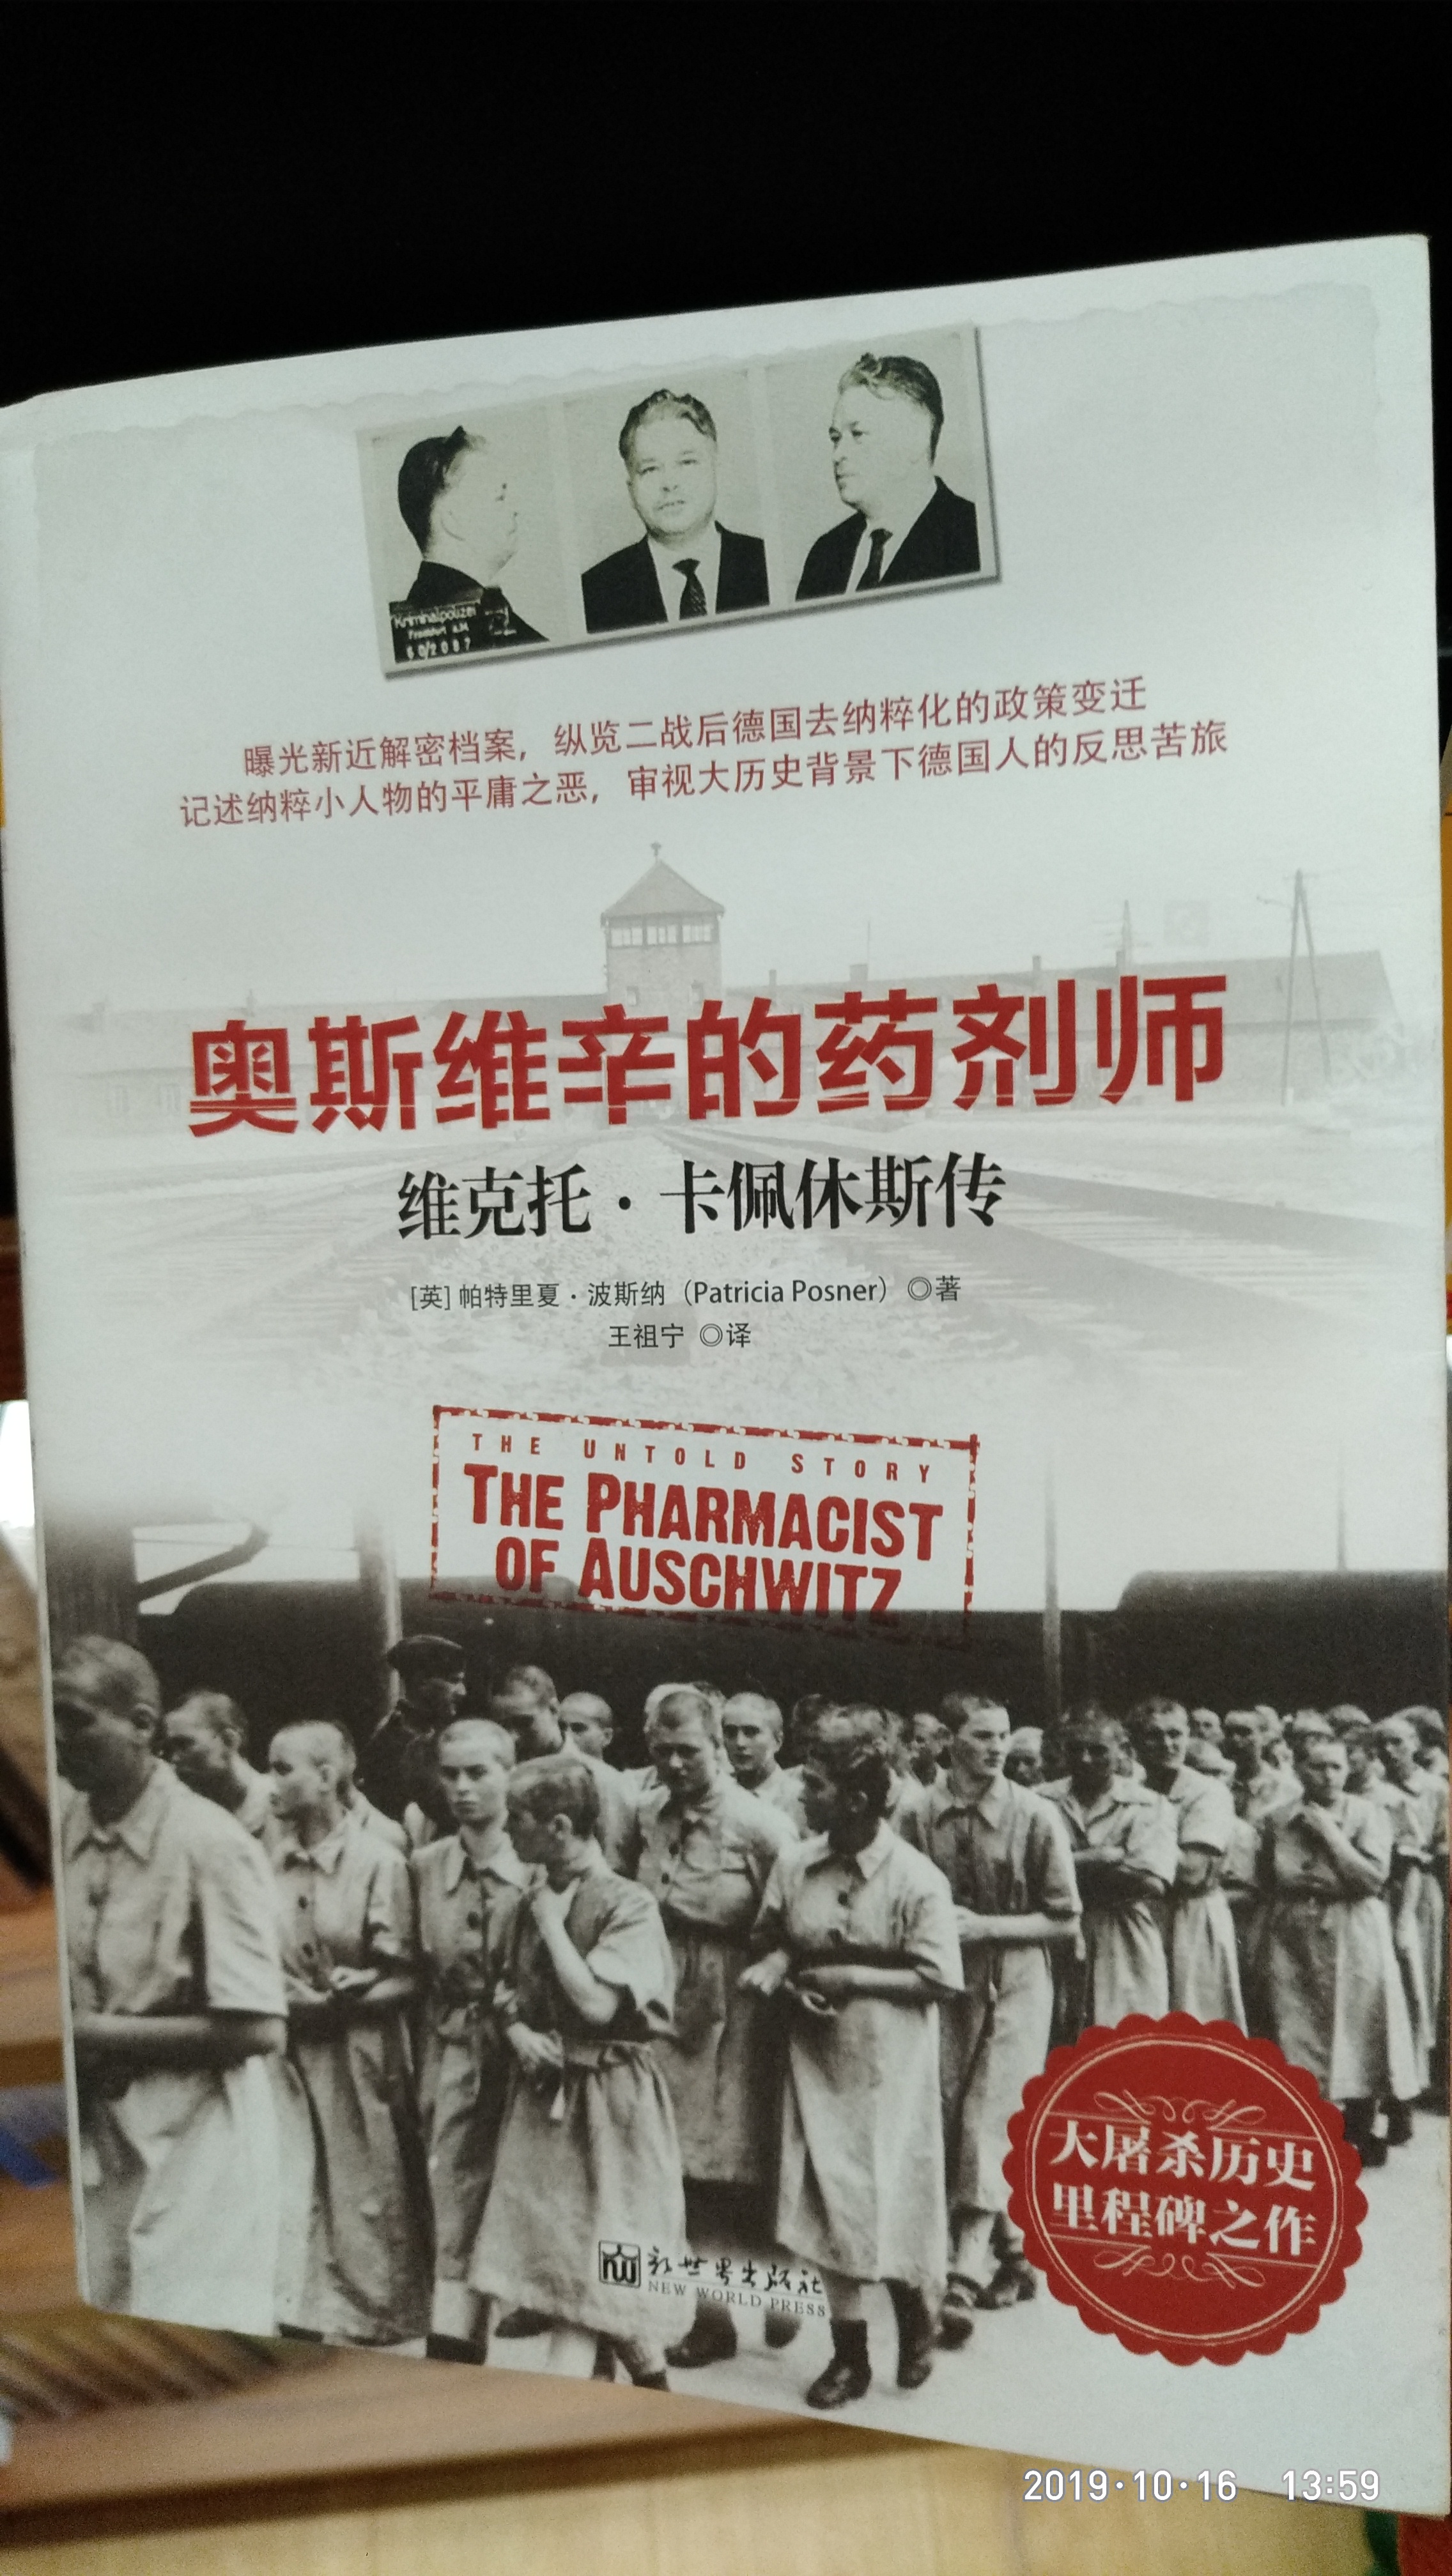 Kriminalpolizei
Frankfurt a.M.
60/2087
曝光新近解密档案，纵览二战后德国去纳粹化的政策变迁
记述纳粹小人物的平庸之恶，审视大历史背景下德国人的反思苦旅
奥斯维辛的药剂师
维克托·卡佩休斯传
[英] 帕特里夏·波斯纳（Patricia Posner）◎著
王祖宁 ◎译
THE UNTOLD STORY
THE PHARMACIST
OF AUSCHWITZ
大屠杀历史
里程碑之作
新世界出版社
NEW WORLD PRESS
2019·10·16 13:59